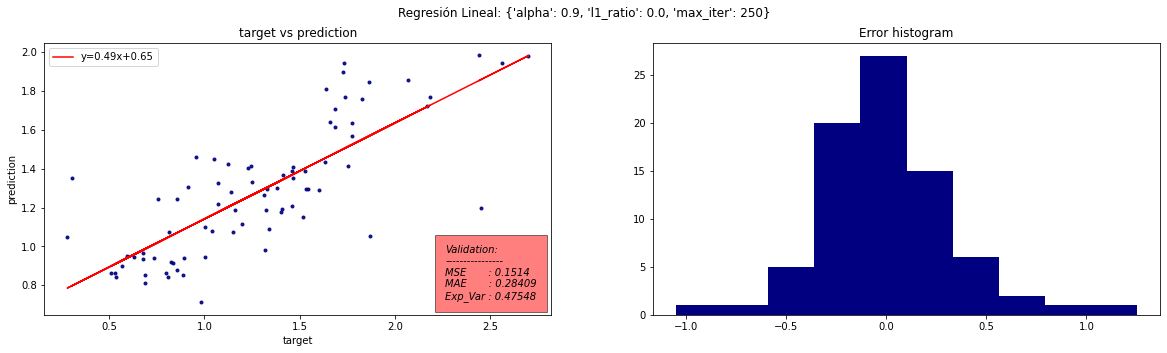 Regresión Lineal: {'alpha': 0.9, 'l1_ratio': 0.0, 'max_iter': 250}
target vs prediction
y=0.49x+0.65
2.0
1.8
1.6
1.4
1.2
1.0
0.8
prediction
0.5
1.0
1.5
2.0
2.5
target
Validation:
----------------
MSE : 0.1514
MAE : 0.28409
Exp_Var : 0.47548
Error histogram
25
20
15
10
5
0
−1.0
−0.5
0.0
0.5
1.0